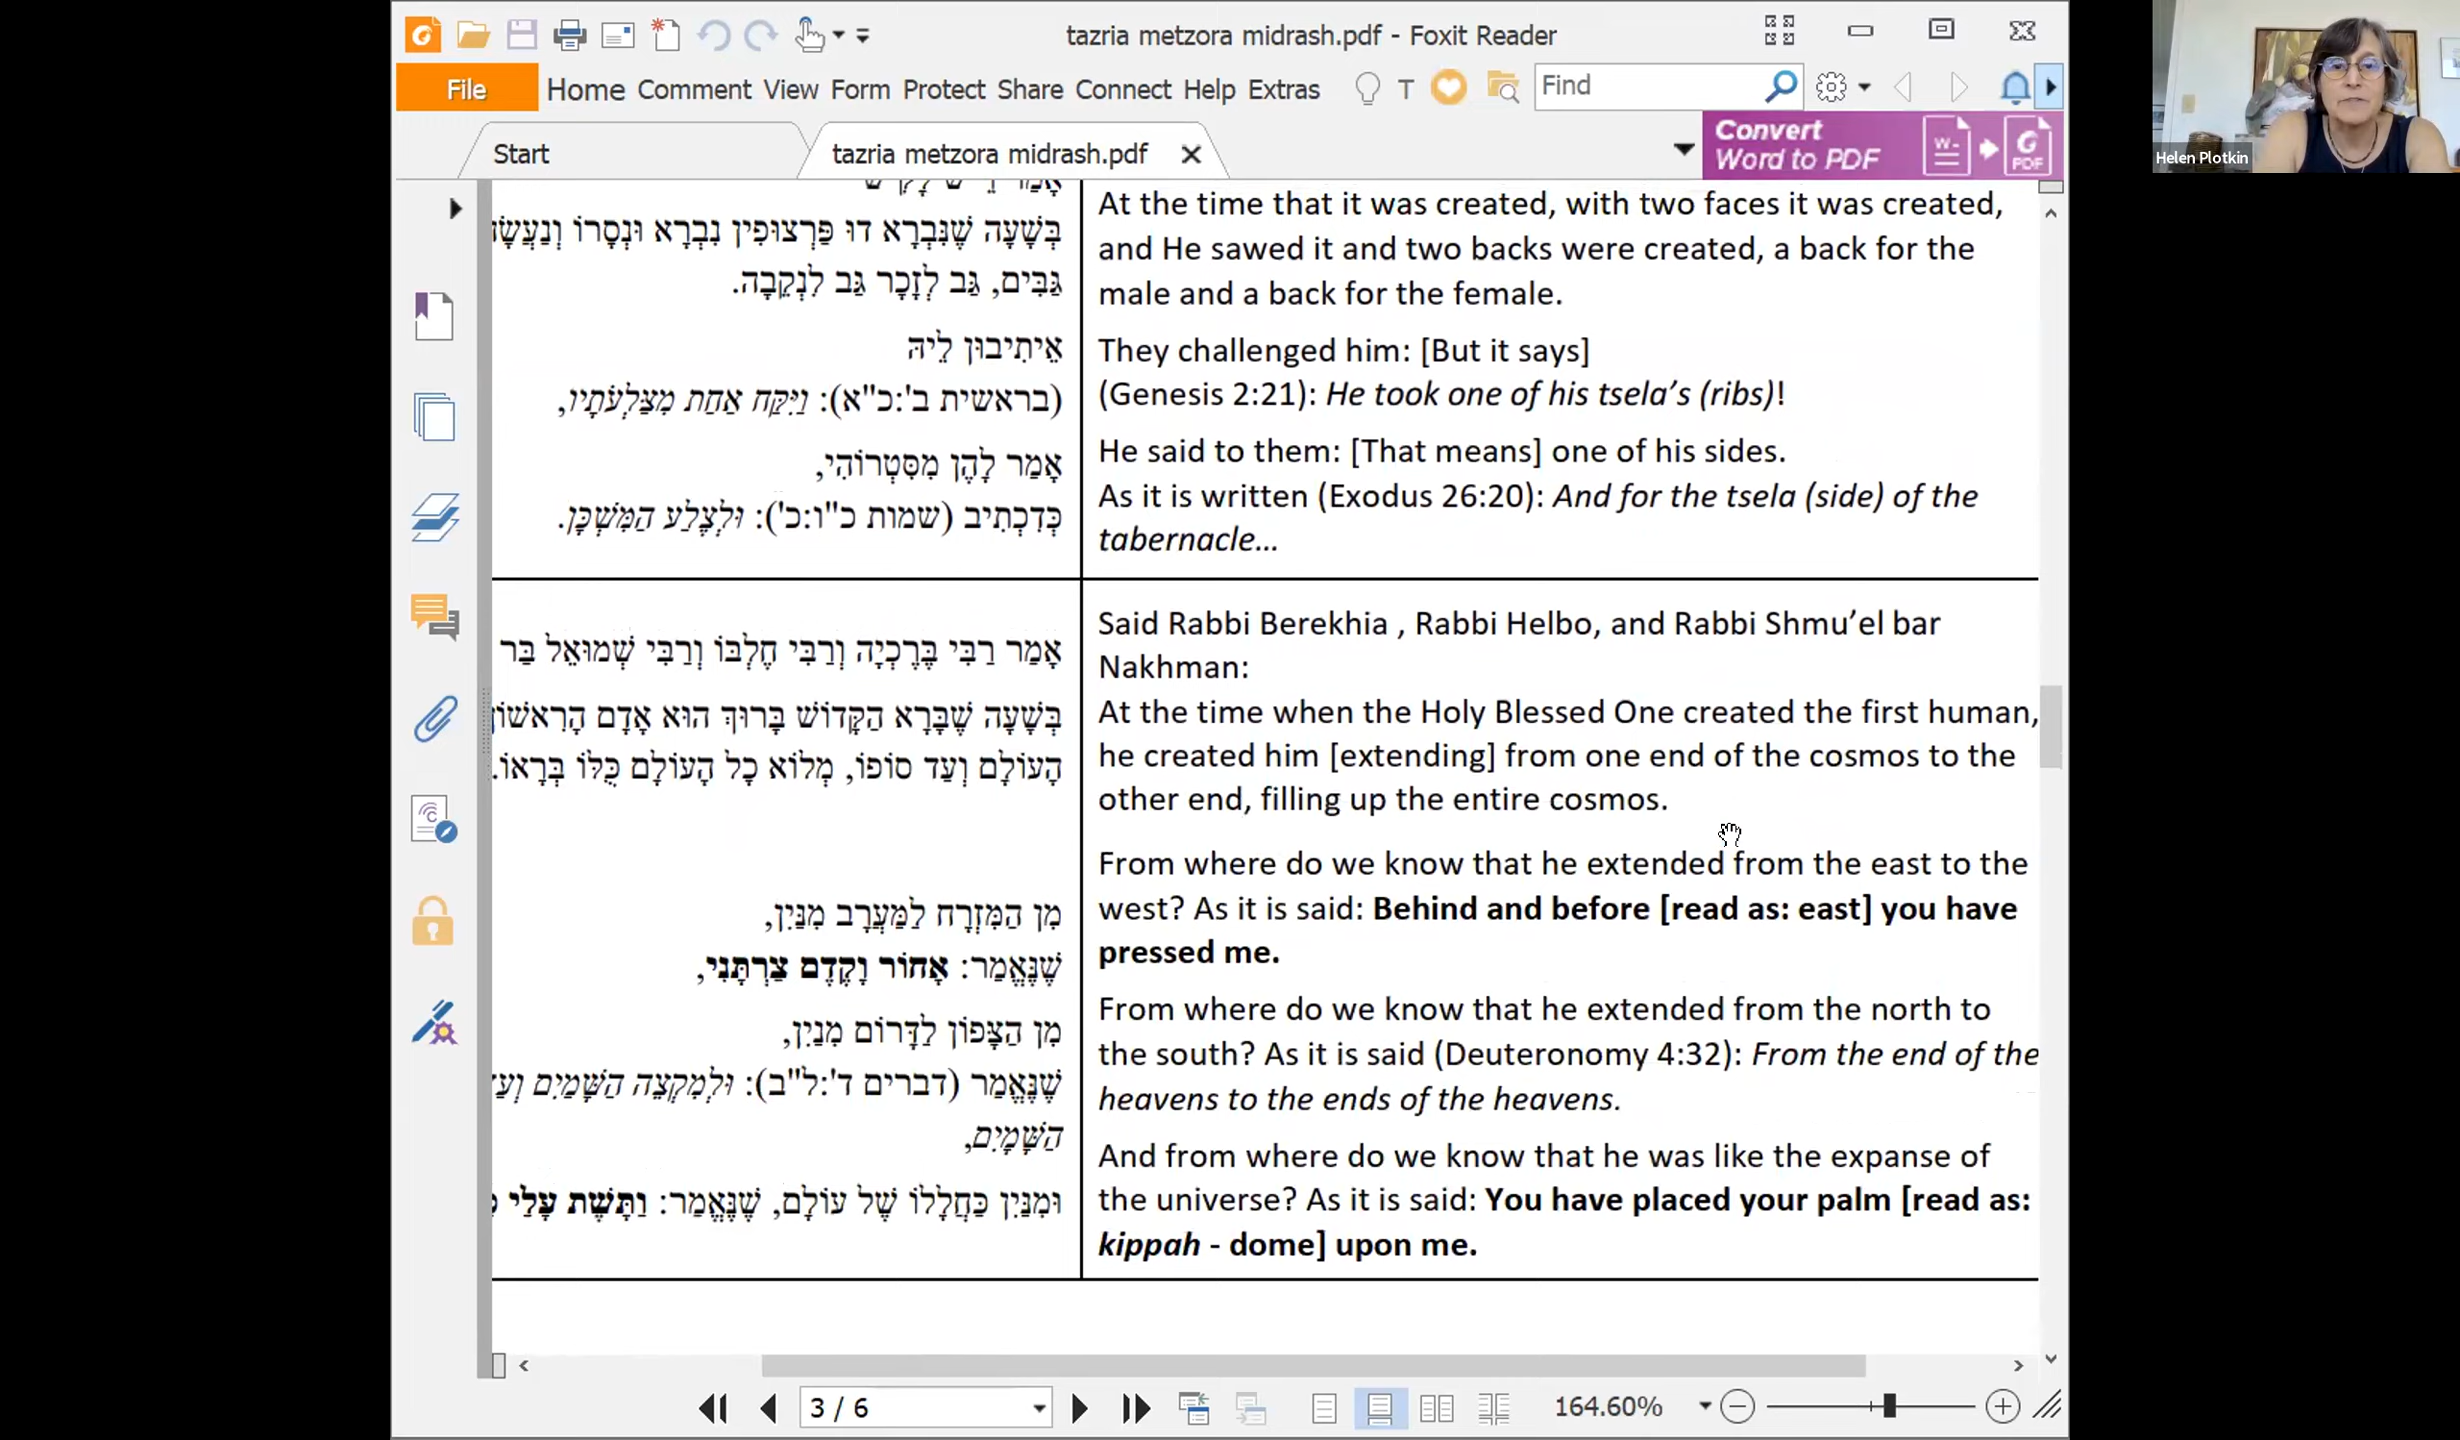 tazria metzora midrash.pdf - Foxit Reader
File Home Comment View Form Protect Share Connect Help Extras
Find
Start
tazria metzora midrash.pdf
Convert
Word to PDF
Helen Plotkin
בְּשָׁעָה שֶׁנִּבְרָא דוּ פַּרְצוּפִין נִבְרָא וּנְסָרוֹ וְנַעֲשָׂה
גַּבִּים, גַּב לְזָכָר גַּב לִנְקֵבָה.
אֵיתִיבוּן לֵיהּ
(בראשית ב':כ"א): וַיִּקַּח אַחַת מִצַּלְעֹתָיו,
אָמַר לָהֶן מִסִּטְרוֹהִי,
כְּדִכְתִיב (שמות כ"ו:כ'): וּלְצֶלַע הַמִּשְׁכָּן.
At the time that it was created, with two faces it was created,
and He sawed it and two backs were created, a back for the
male and a back for the female.
They challenged him: [But it says]
(Genesis 2:21): He took one of his tsela’s (ribs)!
He said to them: [That means] one of his sides.
As it is written (Exodus 26:20): And for the tsela (side) of the
tabernacle…
אָמַר רַבִּי בֶּרֶכְיָה וְרַבִּי חֶלְבּוֹ וְרַבִּי שְׁמוּאֵל בַּר
בְּשָׁעָה שֶׁבָּרָא הַקָּדוֹשׁ בָּרוּךְ הוּא אָדָם הָרִאשׁוֹן
הָעוֹלָם וְעַד סוֹפוֹ, מְלוֹא כָל הָעוֹלָם כֻּלּוֹ בְּרָאוֹ.
מִן הַמִּזְרָח לַמַּעֲרָב מִנַּיִן,
שֶׁנֶּאֱמַר: אָחוֹר וָקֶדֶם צַרְתָּנִי,
מִן הַצָּפוֹן לַדָּרוֹם מִנַיִן,
שֶׁנֶּאֱמַר (דברים ד':ל"ב): וּלְמִקְצֵה הַשָּׁמַיִם
הַשָּׁמָיִם,
וּמִנַּיִן כַּחֲלָלוֹ שֶׁל עוֹלָם, שֶׁנֶּאֱמַר: וַתָּשֶׁת עָלַי
Said Rabbi Berekhia , Rabbi Helbo, and Rabbi Shmu’el bar
Nakhman:
At the time when the Holy Blessed One created the first human,
he created him [extending] from one end of the cosmos to the
other end, filling up the entire cosmos.
From where do we know that he extended from the east to the
west? As it is said: Behind and before [read as: east] you have
pressed me.
From where do we know that he extended from the north to
the south? As it is said (Deuteronomy 4:32): From the end of the
heavens to the ends of the heavens.
And from where do we know that he was like the expanse of
the universe? As it is said: You have placed your palm [read as:
kippah - dome] upon me.
3 / 6
164.60%